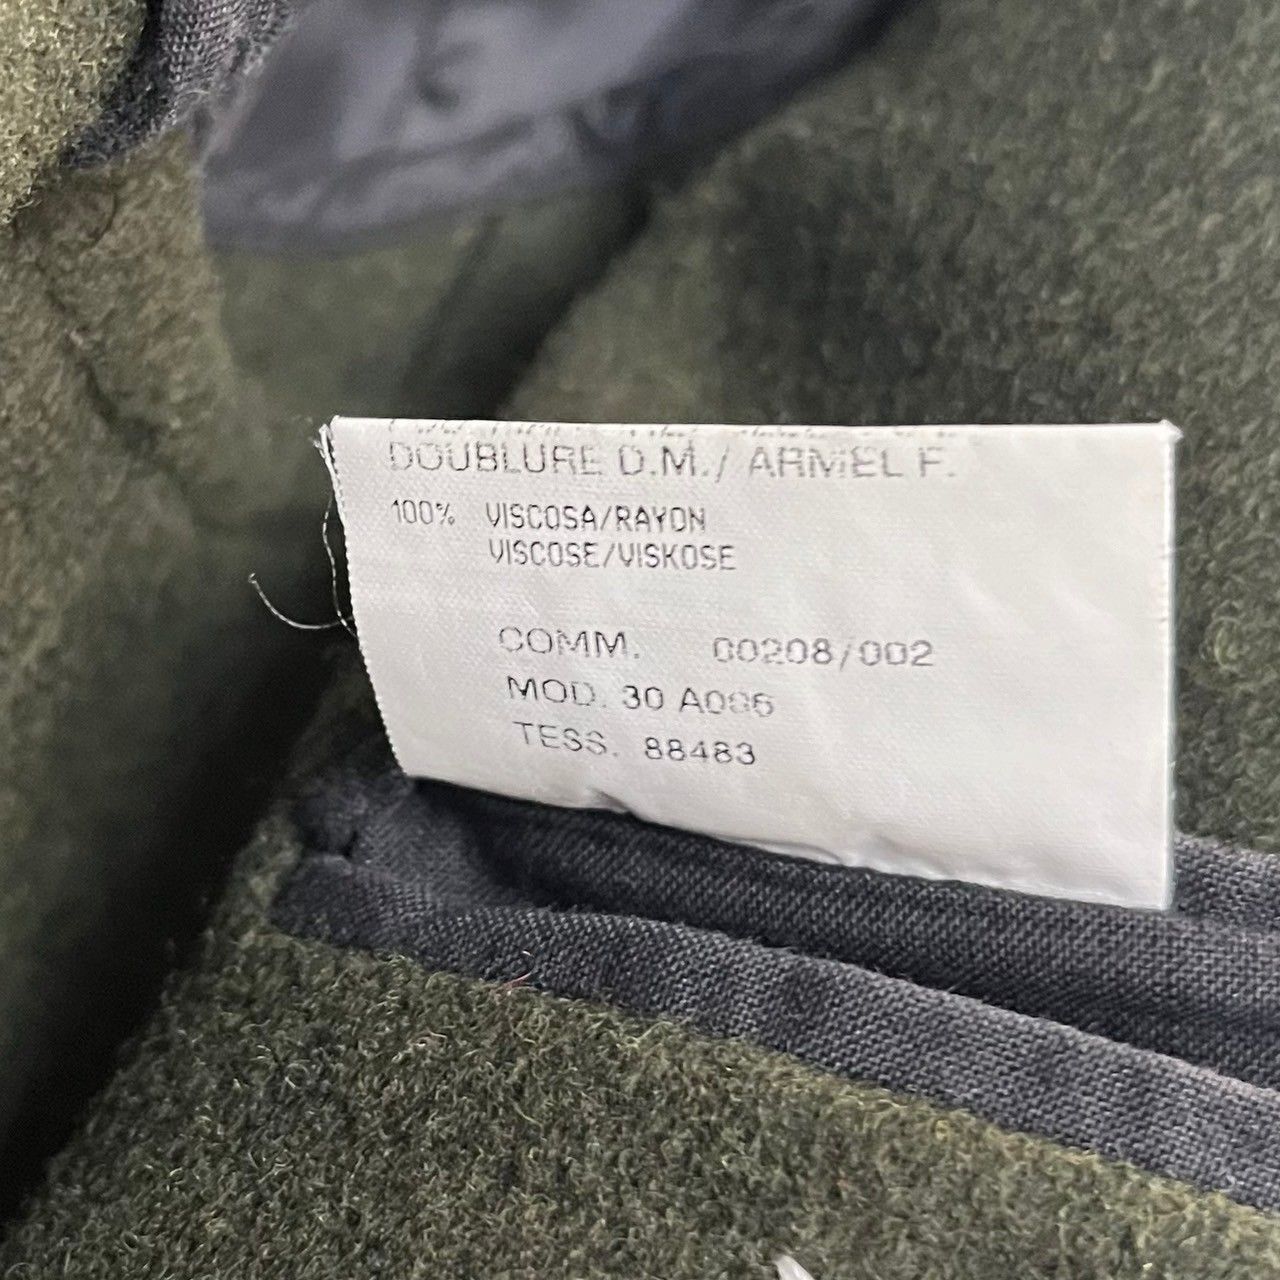 DOUBLURE D.M./ ARMEL F.
100% VISCOSA/RAYON
VISCOSE/VISKOSE
COMM. 00208/002
MOD. 30 A086
TESS. 88483